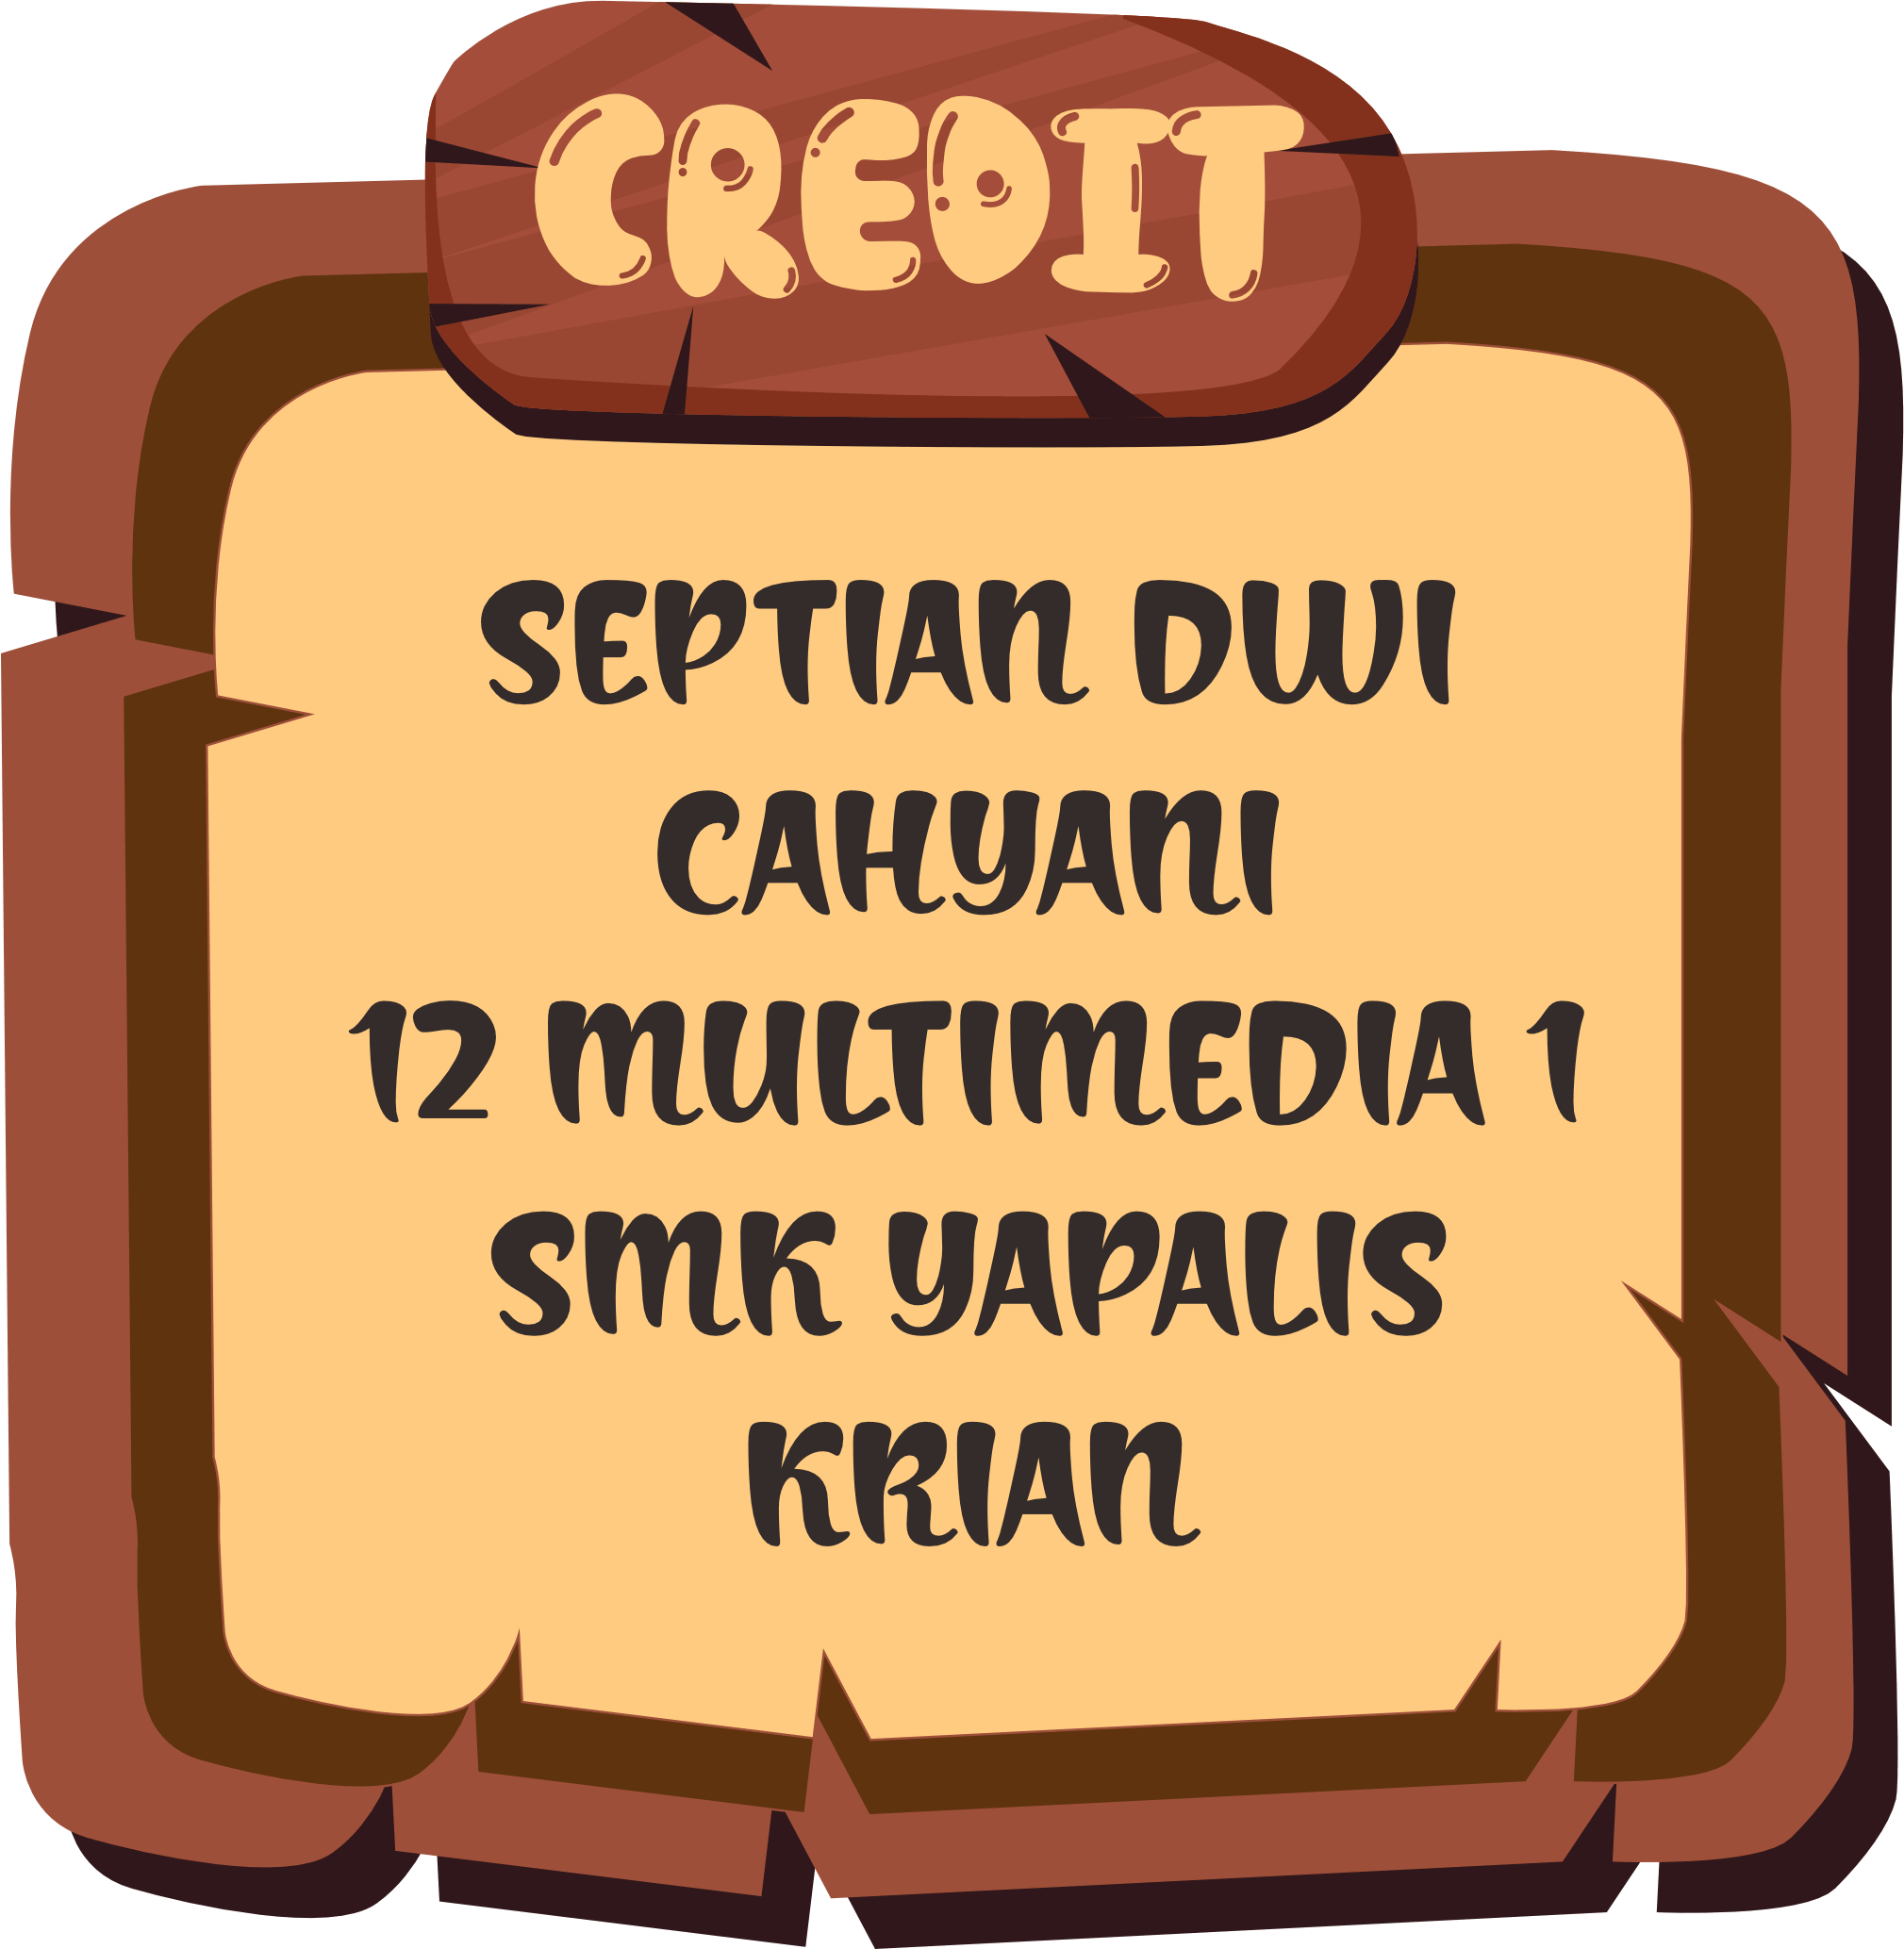 CREDIT
SEPTIAN DWI
CAHYANI
12 MULTIMEDIA 1
SMK YAPALIS
KRIAN